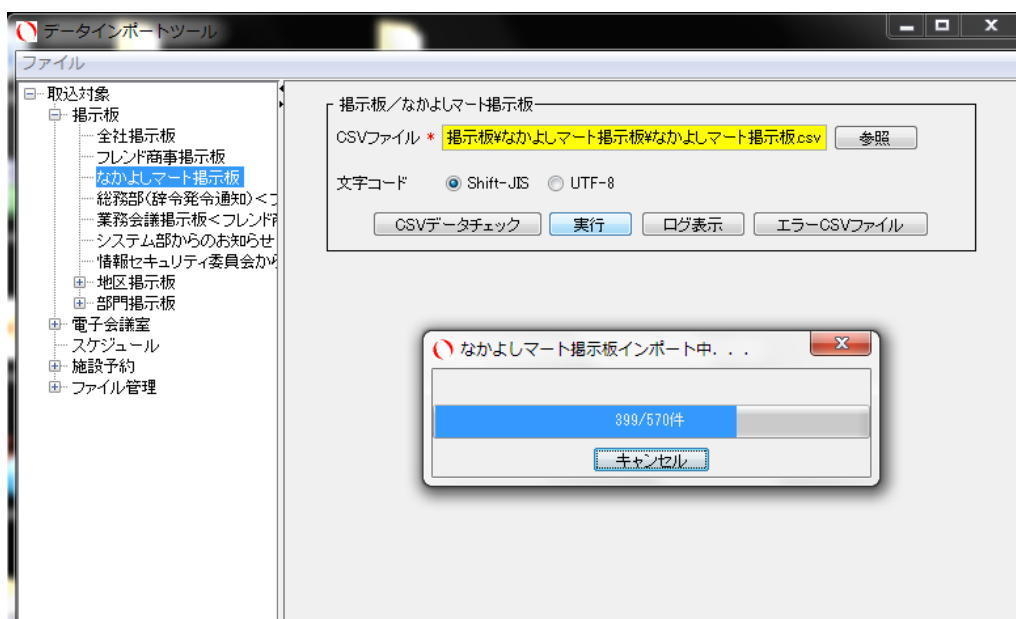 データインポートツール
ファイル
取込対象
掲示板
全社掲示板
フレンド商事掲示板
なかよしマート掲示板
総務部(辞令発令通知)<フ
業務会議掲示板<フレンド商
システム部からのお知らせ
情報セキュリティ委員会から
地区掲示板
部門掲示板
電子会議室
スケジュール
施設予約
ファイル管理
掲示板/なかよしマート掲示板
CSVファイル * 掲示板¥なかよしマート掲示板¥なかよしマート掲示板.csv 参照
文字コード Shift-JIS UTF-8
CSVデータチェック 実行 ログ表示 エラーCSVファイル
なかよしマート掲示板インポート中...
399/570件
キャンセル